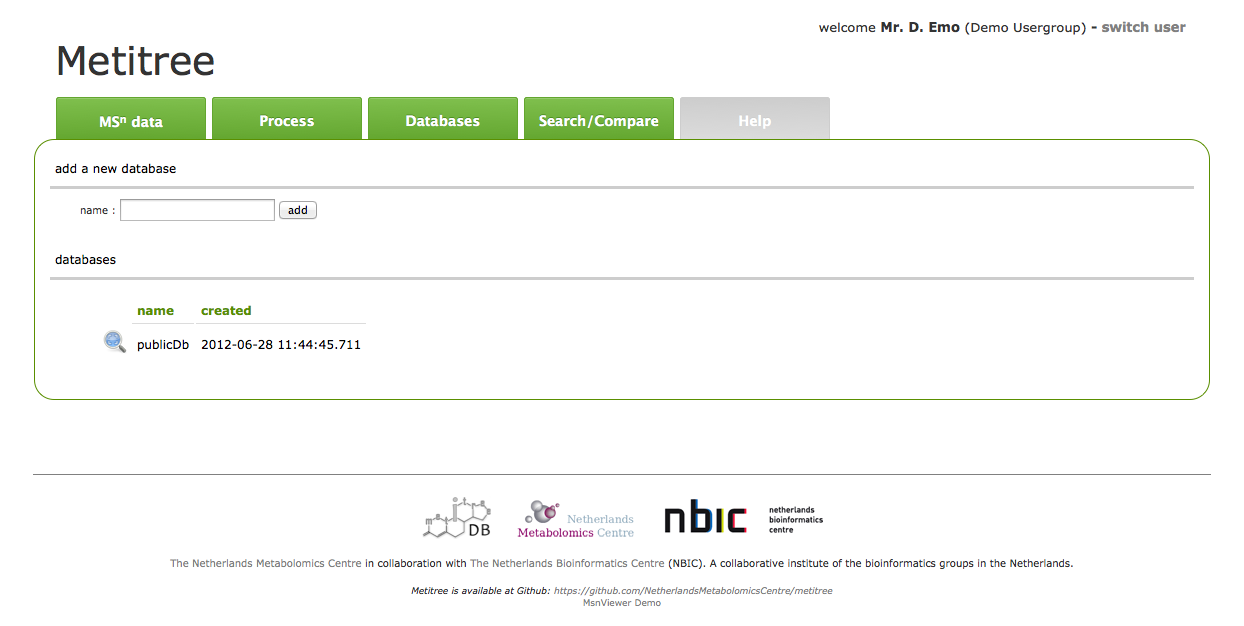 welcome Mr. D. Emo (Demo Usergroup) - switch user
Metitree
MSⁿ data Process Databases Search/Compare Help
add a new database
name : add
databases
name created
publicDb 2012-06-28 11:44:45.711
DB
Netherlands
Metabolomics Centre
nbic
netherlands
bioinformatics
centre
The Netherlands Metabolomics Centre in collaboration with The Netherlands Bioinformatics Centre (NBIC). A collaborative institute of the bioinformatics groups in the Netherlands.
Metitree is available at Github: https://github.com/NetherlandsMetabolomicsCentre/metitree
MsnViewer Demo